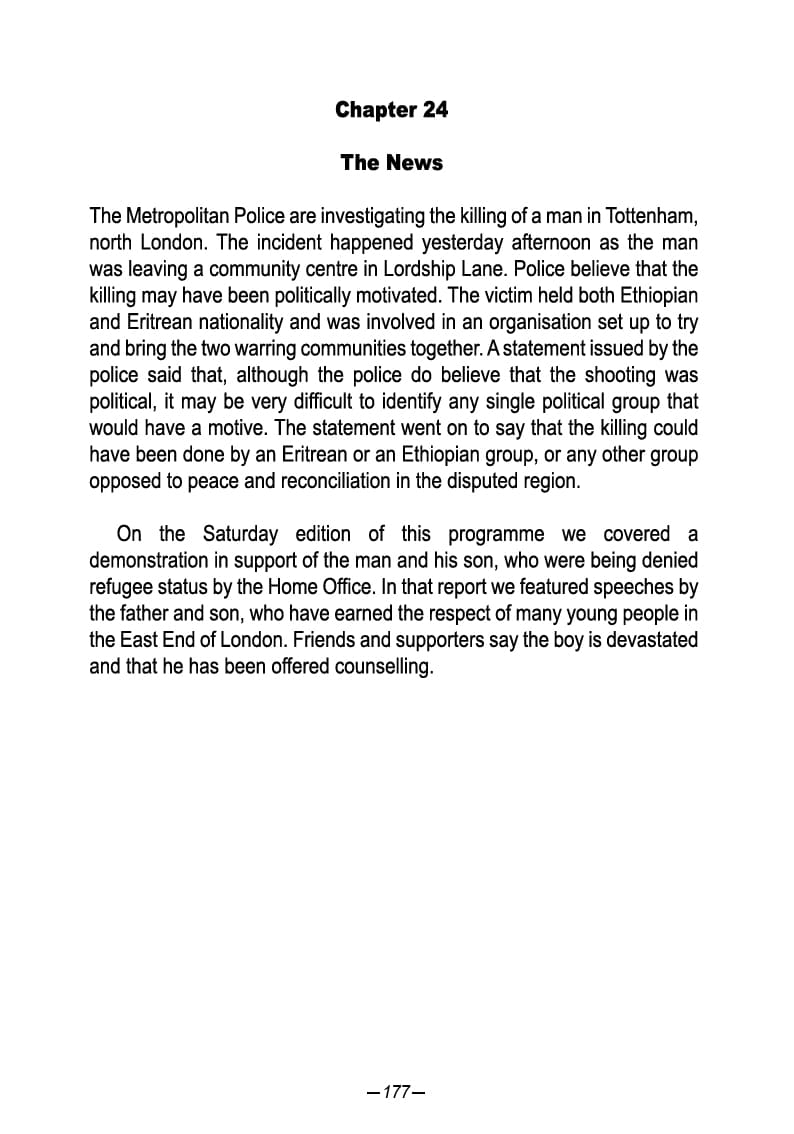 Chapter 24
The News
The Metropolitan Police are investigating the killing of a man in Tottenham,
north London. The incident happened yesterday afternoon as the man
was leaving a community centre in Lordship Lane. Police believe that the
killing may have been politically motivated. The victim held both Ethiopian
and Eritrean nationality and was involved in an organisation set up to try
and bring the two warring communities together. A statement issued by the
police said that, although the police do believe that the shooting was
political, it may be very difficult to identify any single political group that
would have a motive. The statement went on to say that the killing could
have been done by an Eritrean or an Ethiopian group, or any other group
opposed to peace and reconciliation in the disputed region.
On the Saturday edition of this programme we covered a
demonstration in support of the man and his son, who were being denied
refugee status by the Home Office. In that report we featured speeches by
the father and son, who have earned the respect of many young people in
the East End of London. Friends and supporters say the boy is devastated
and that he has been offered counselling.
—177—